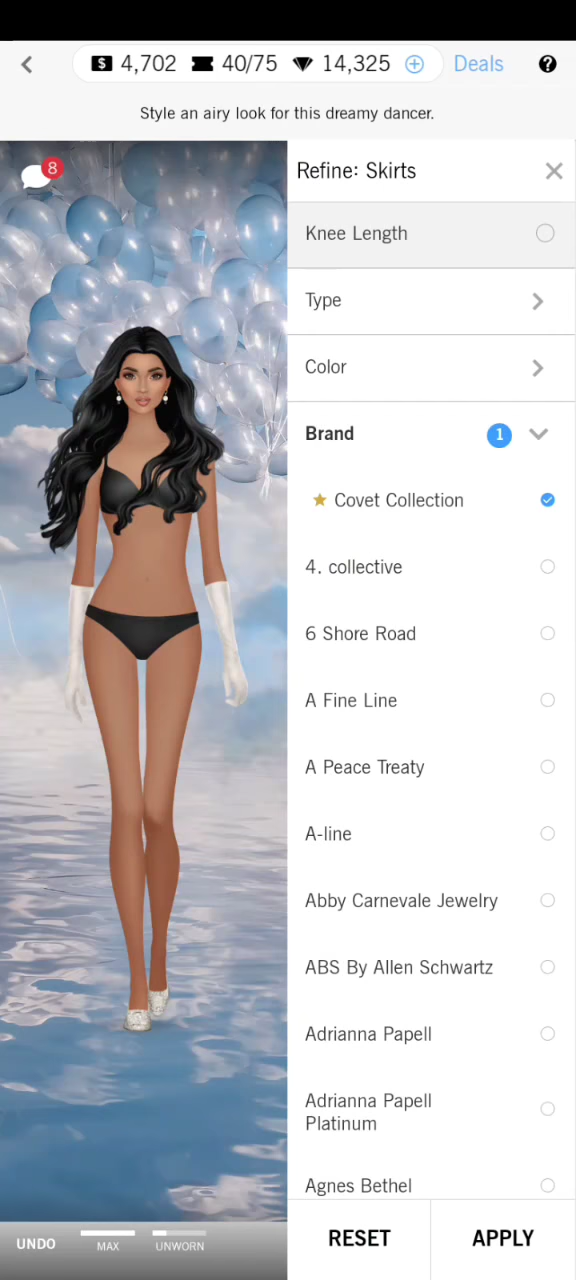 4,702 40/75 14,325 Deals ?
Style an airy look for this dreamy dancer.
8
Refine: Skirts
Knee Length
Type
Color
Brand 1
Covet Collection
4. collective
6 Shore Road
A Fine Line
A Peace Treaty
A-line
Abby Carnevale Jewelry
ABS By Allen Schwartz
Adrianna Papell
Adrianna Papell
Platinum
Agnes Bethel
UNDO MAX UNWORN RESET APPLY